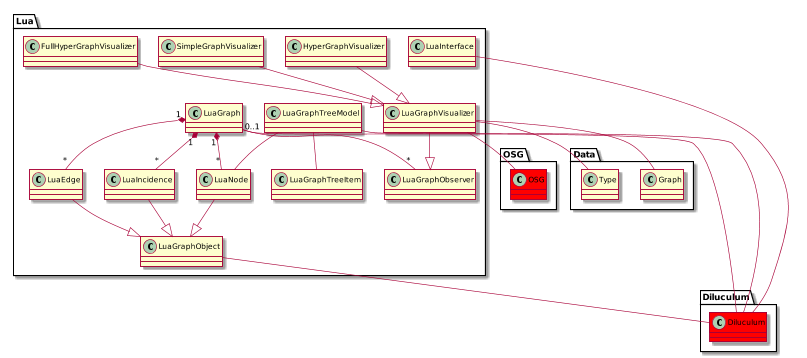 Lua
C FullHyperGraphVisualizer
C SimpleGraphVisualizer
C HyperGraphVisualizer
C LuaInterface
C LuaGraph
C LuaGraphTreeModel
C LuaGraphVisualizer
1
0..1
1
1
*
*
*
*
C LuaEdge
C LuaIncidence
C LuaNode
C LuaGraphTreeItem
C LuaGraphObserver
OSG
C OSG
Data
C Type
C Graph
C LuaGraphObject
Diluculum
C Diluculum